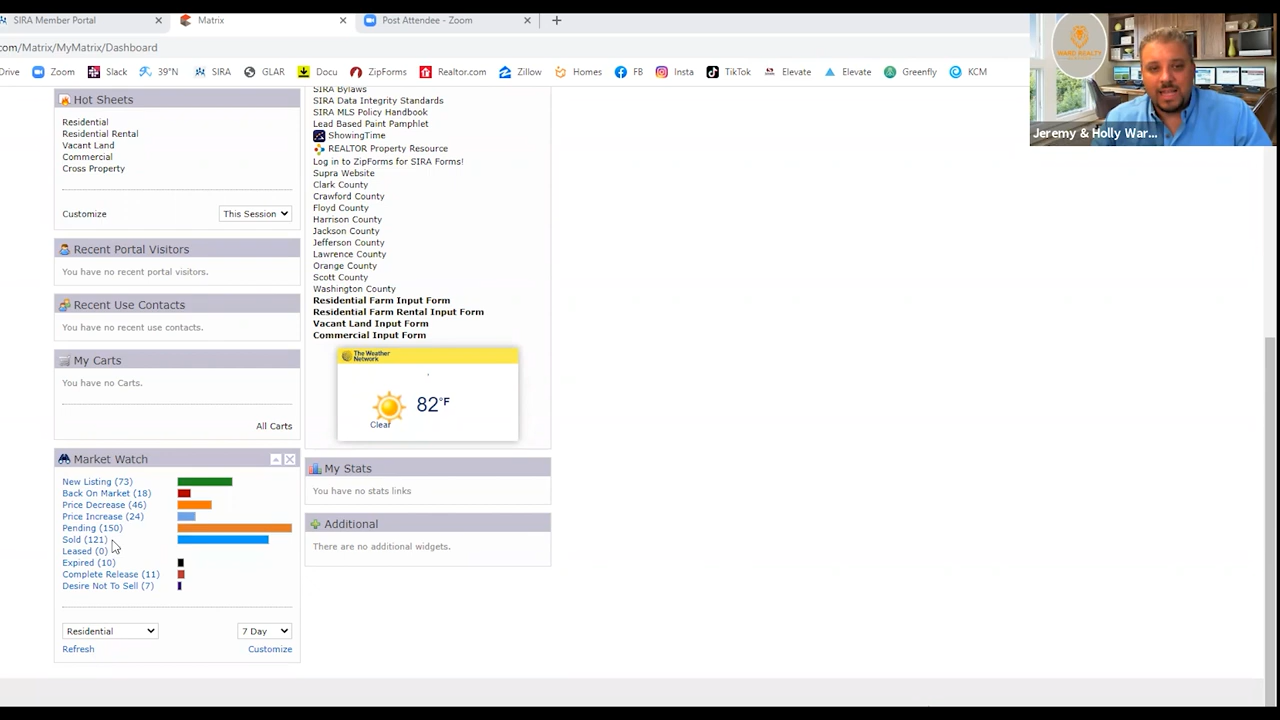 SIRA Member Portal
Matrix
Post Attendee - Zoom
com/Matrix/MyMatrix/Dashboard
Drive
Zoom
Slack
39°N
SIRA
GLAR
Docu
ZipForms
Realtor.com
Zillow
Homes
FB
Insta
TikTok
Elevate
Elevate
Greenfly
KCM
WARD REALTY
Jeremy & Holly War...
Hot Sheets
Residential
Residential Rental
Vacant Land
Commercial
Cross Property
Customize
This Session
Recent Portal Visitors
You have no recent portal visitors.
Recent Use Contacts
You have no recent use contacts.
My Carts
You have no Carts.
All Carts
Market Watch
New Listing (73)
Back On Market (18)
Price Decrease (46)
Price Increase (24)
Pending (150)
Sold (121)
Leased (0)
Expired (10)
Complete Release (11)
Desire Not To Sell (7)
Residential
7 Day
Refresh
Customize
SIRA Bylaws
SIRA Data Integrity Standards
SIRA MLS Policy Handbook
Lead Based Paint Pamphlet
ShowingTime
REALTOR Property Resource
Log in to ZipForms for SIRA Forms!
Supra Website
Clark County
Crawford County
Floyd County
Harrison County
Jackson County
Jefferson County
Lawrence County
Orange County
Scott County
Washington County
Residential Farm Input Form
Residential Farm Rental Input Form
Vacant Land Input Form
Commercial Input Form
The Weather
Network
82°F
Clear
My Stats
You have no stats links
Additional
There are no additional widgets.